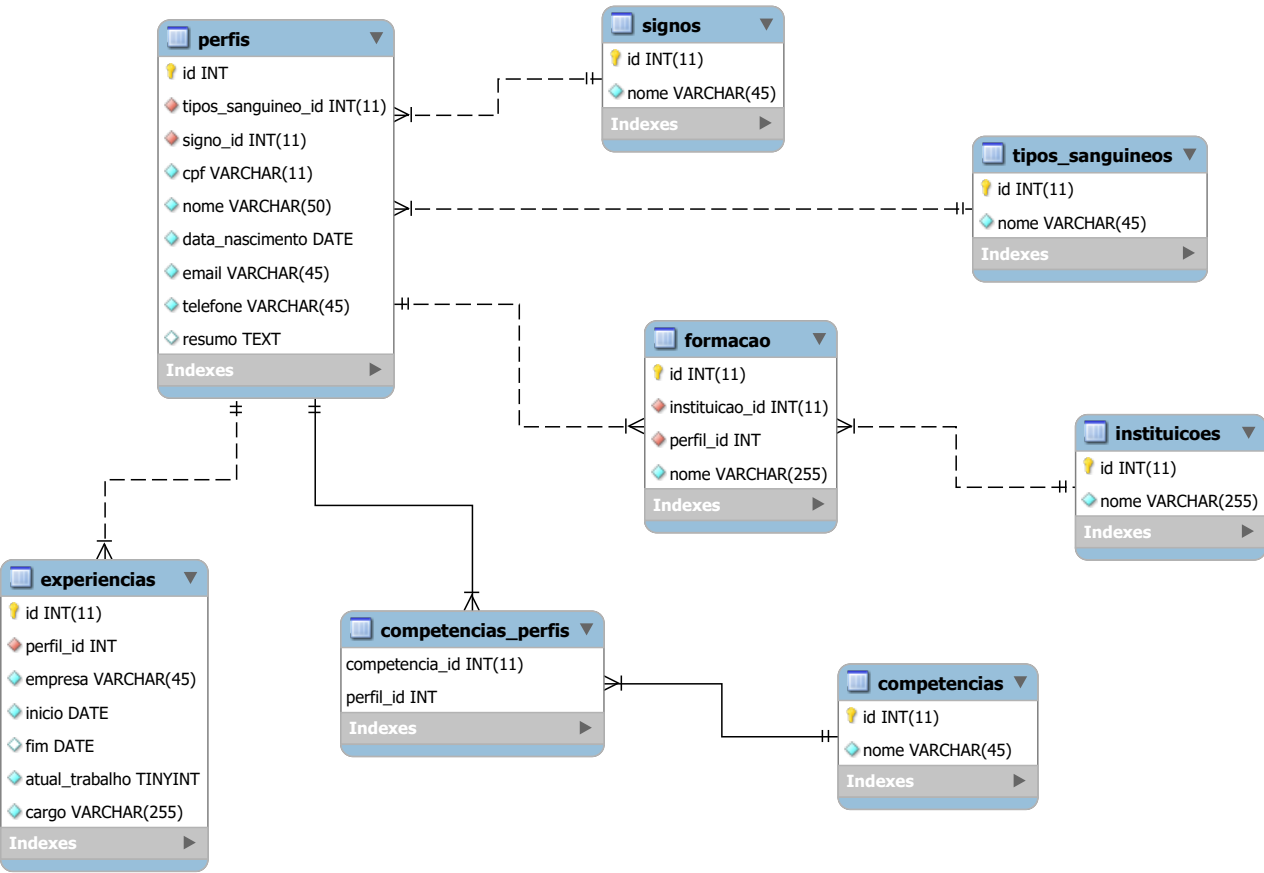 perfis
id INT
tipos_sanguineo_id INT(11)
signo_id INT(11)
cpf VARCHAR(11)
nome VARCHAR(50)
data_nascimento DATE
email VARCHAR(45)
telefone VARCHAR(45)
resumo TEXT
Indexes
signos
id INT(11)
nome VARCHAR(45)
Indexes
tipos_sanguineos
id INT(11)
nome VARCHAR(45)
Indexes
formacao
id INT(11)
instituicao_id INT(11)
perfil_id INT
nome VARCHAR(255)
Indexes
instituicoes
id INT(11)
nome VARCHAR(255)
Indexes
experiencias
id INT(11)
perfil_id INT
empresa VARCHAR(45)
inicio DATE
fim DATE
atual_trabalho TINYINT
cargo VARCHAR(255)
Indexes
competencias_perfis
competencia_id INT(11)
perfil_id INT
Indexes
competencias
id INT(11)
nome VARCHAR(45)
Indexes